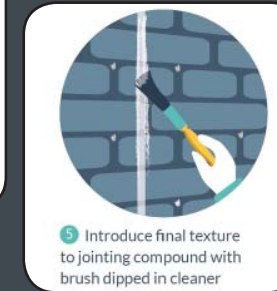 5 Introduce final texture
to jointing compound with
brush dipped in cleaner